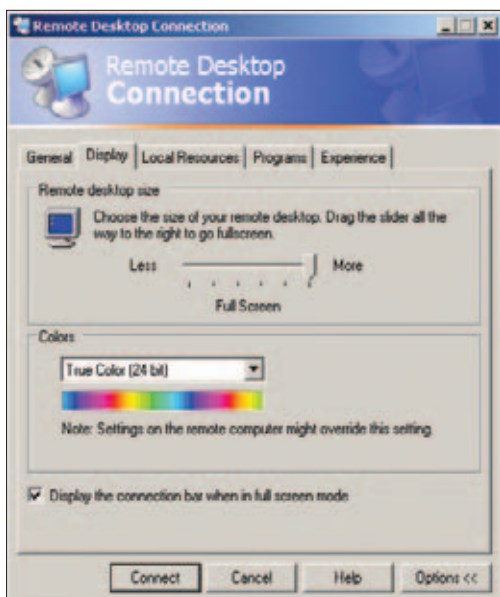 Remote Desktop Connection
Remote Desktop
Connection
General Display Local Resources Programs Experience
Remote desktop size
Choose the size of your remote desktop. Drag the slider all the
way to the right to go fullscreen.
Less More
Full Screen
Colors
True Color (24 bit)
Note: Settings on the remote computer might override this setting.
Display the connection bar when in full screen mode
Connect Cancel Help Options <<